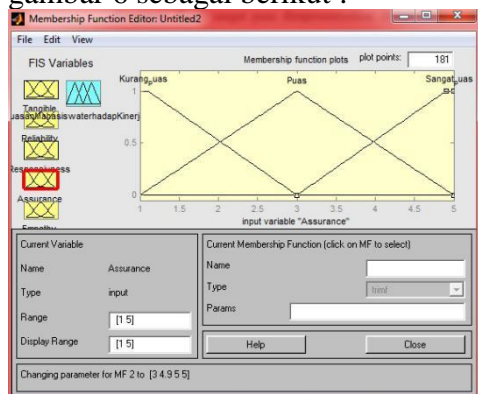 gambar 6 sebagai berikut :
Membership Function Editor: Untitled2
File Edit View
FIS Variables
Membership function plots
plot points: 181
Kurang_puas
Puas
Sangat_puas
Tangible
Reliability
Responsiveness
Assurance
Empathy
1
0.5
0
1 1.5 2 2.5 3 3.5 4 4.5 5
input variable "Assurance"
Current Variable
Name Assurance
Type input
Range [1 5]
Display Range [1 5]
Current Membership Function (click on MF to select)
Name
Type trimf
Params
Help
Close
Changing parameter for MF 2 to [3 4.9 5 5]